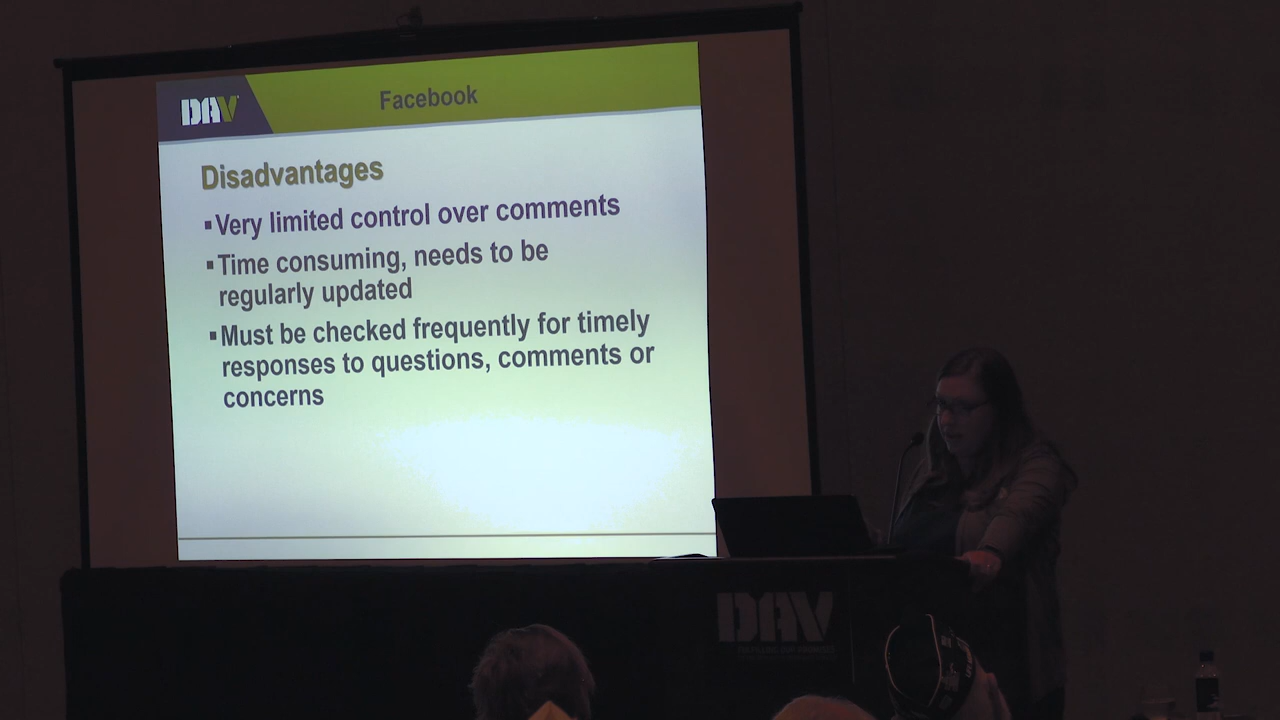 DAV
Facebook
Disadvantages
▪Very limited control over comments
▪Time consuming, needs to be
regularly updated
▪Must be checked frequently for timely
responses to questions, comments or
concerns
DAV